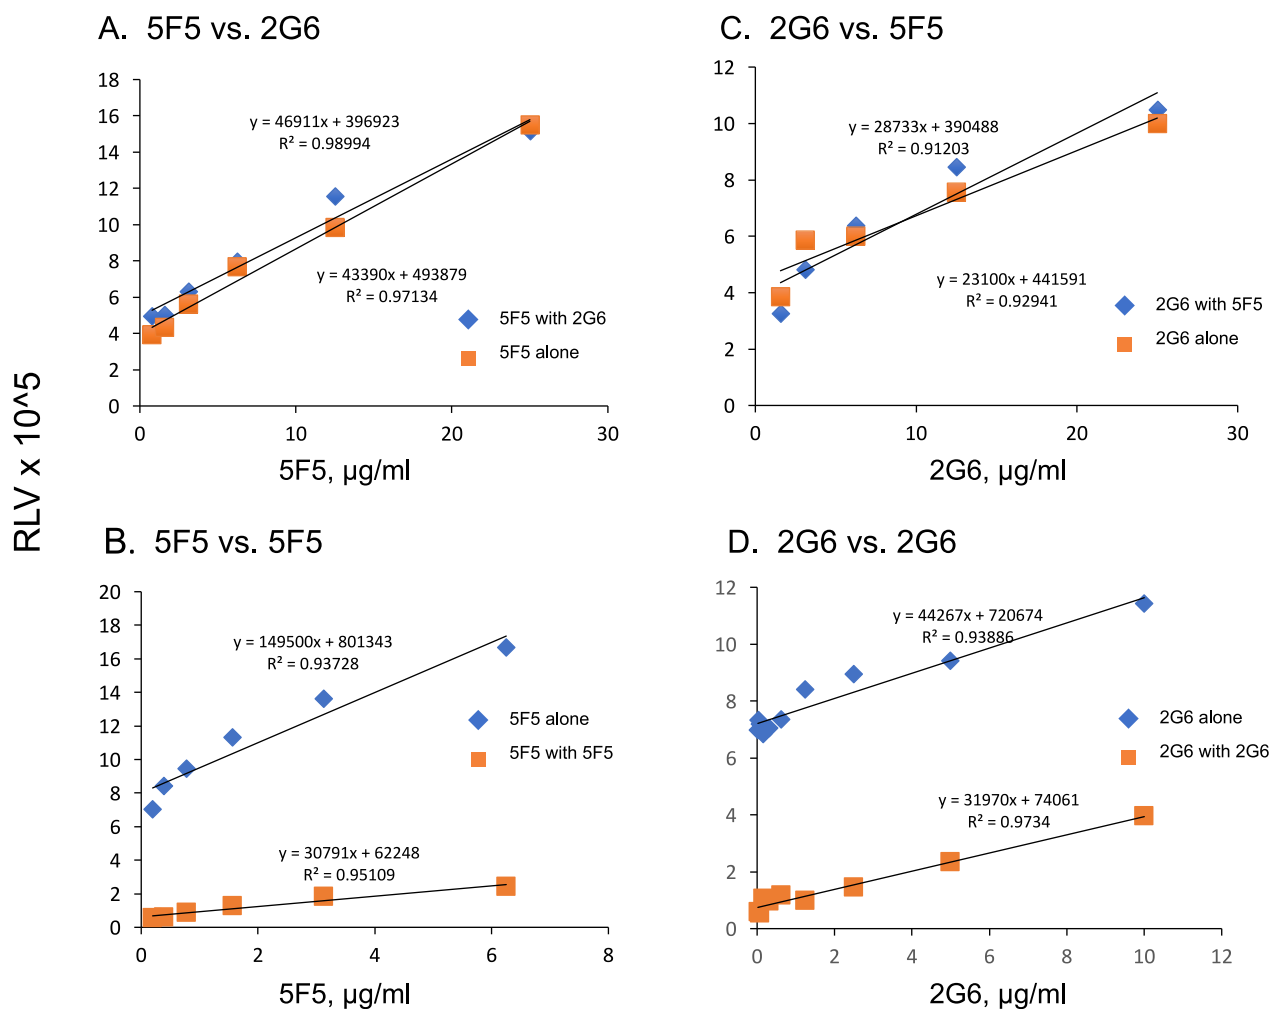 RLV x 10^5
A. 5F5 vs. 2G6
18
16
14
12
10
8
6
4
2
0
y = 46911x + 396923
R² = 0.98994
y = 43390x + 493879
R² = 0.97134
5F5 with 2G6
5F5 alone
0 10 20 30
5F5, µg/ml
C. 2G6 vs. 5F5
12
10
8
6
4
2
0
y = 28733x + 390488
R² = 0.91203
y = 23100x + 441591
R² = 0.92941
2G6 with 5F5
2G6 alone
0 10 20 30
2G6, µg/ml
B. 5F5 vs. 5F5
20
18
16
14
12
10
8
6
4
2
0
y = 149500x + 801343
R² = 0.93728
5F5 alone
5F5 with 5F5
y = 30791x + 62248
R² = 0.95109
0 2 4 6 8
5F5, µg/ml
D. 2G6 vs. 2G6
12
10
8
6
4
2
0
y = 44267x + 720674
R² = 0.93886
2G6 alone
2G6 with 2G6
y = 31970x + 74061
R² = 0.9734
0 2 4 6 8 10 12
2G6, µg/ml